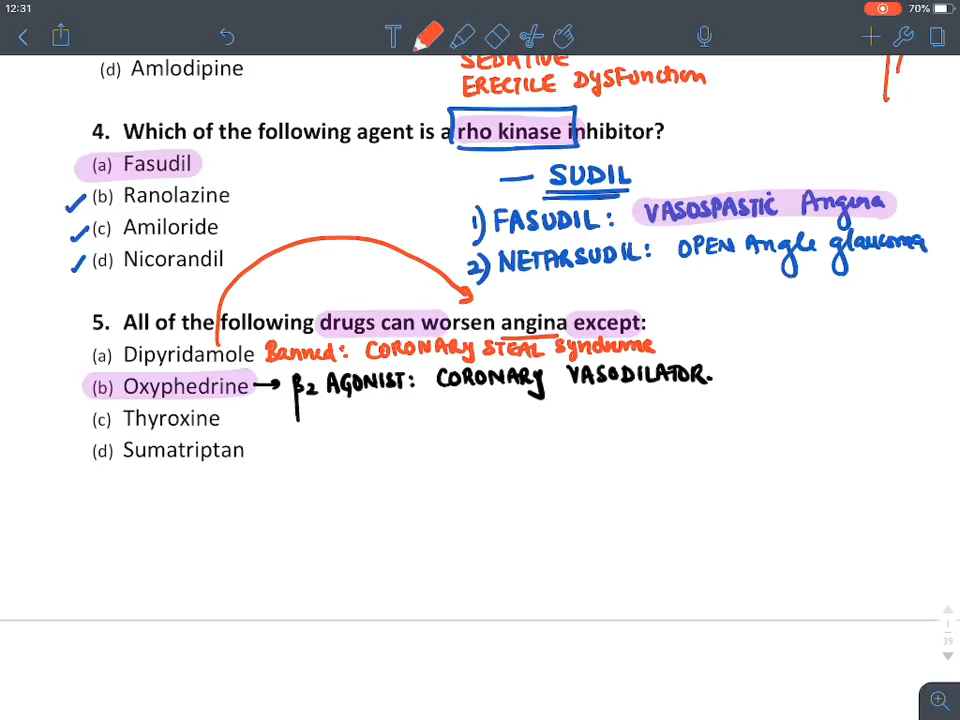 12:31
70%
T
SEDATIVE
(d) Amlodipine
ERECTILE DYSFUNCTION
4. Which of the following agent is a rho kinase inhibitor?
(a) Fasudil
— SUDIL
(b) Ranolazine
1) FASUDIL: VASOSPASTIC Angina
(c) Amiloride
2) NETARSUDIL: OPEN Angle glaucoma
(d) Nicorandil
5. All of the following drugs can worsen angina except:
(a) Dipyridamole Banned: CORONARY STEAL Syndrome
(b) Oxyphedrine → β2 AGONIST: CORONARY VASODILATOR.
(c) Thyroxine
(d) Sumatriptan
1
39